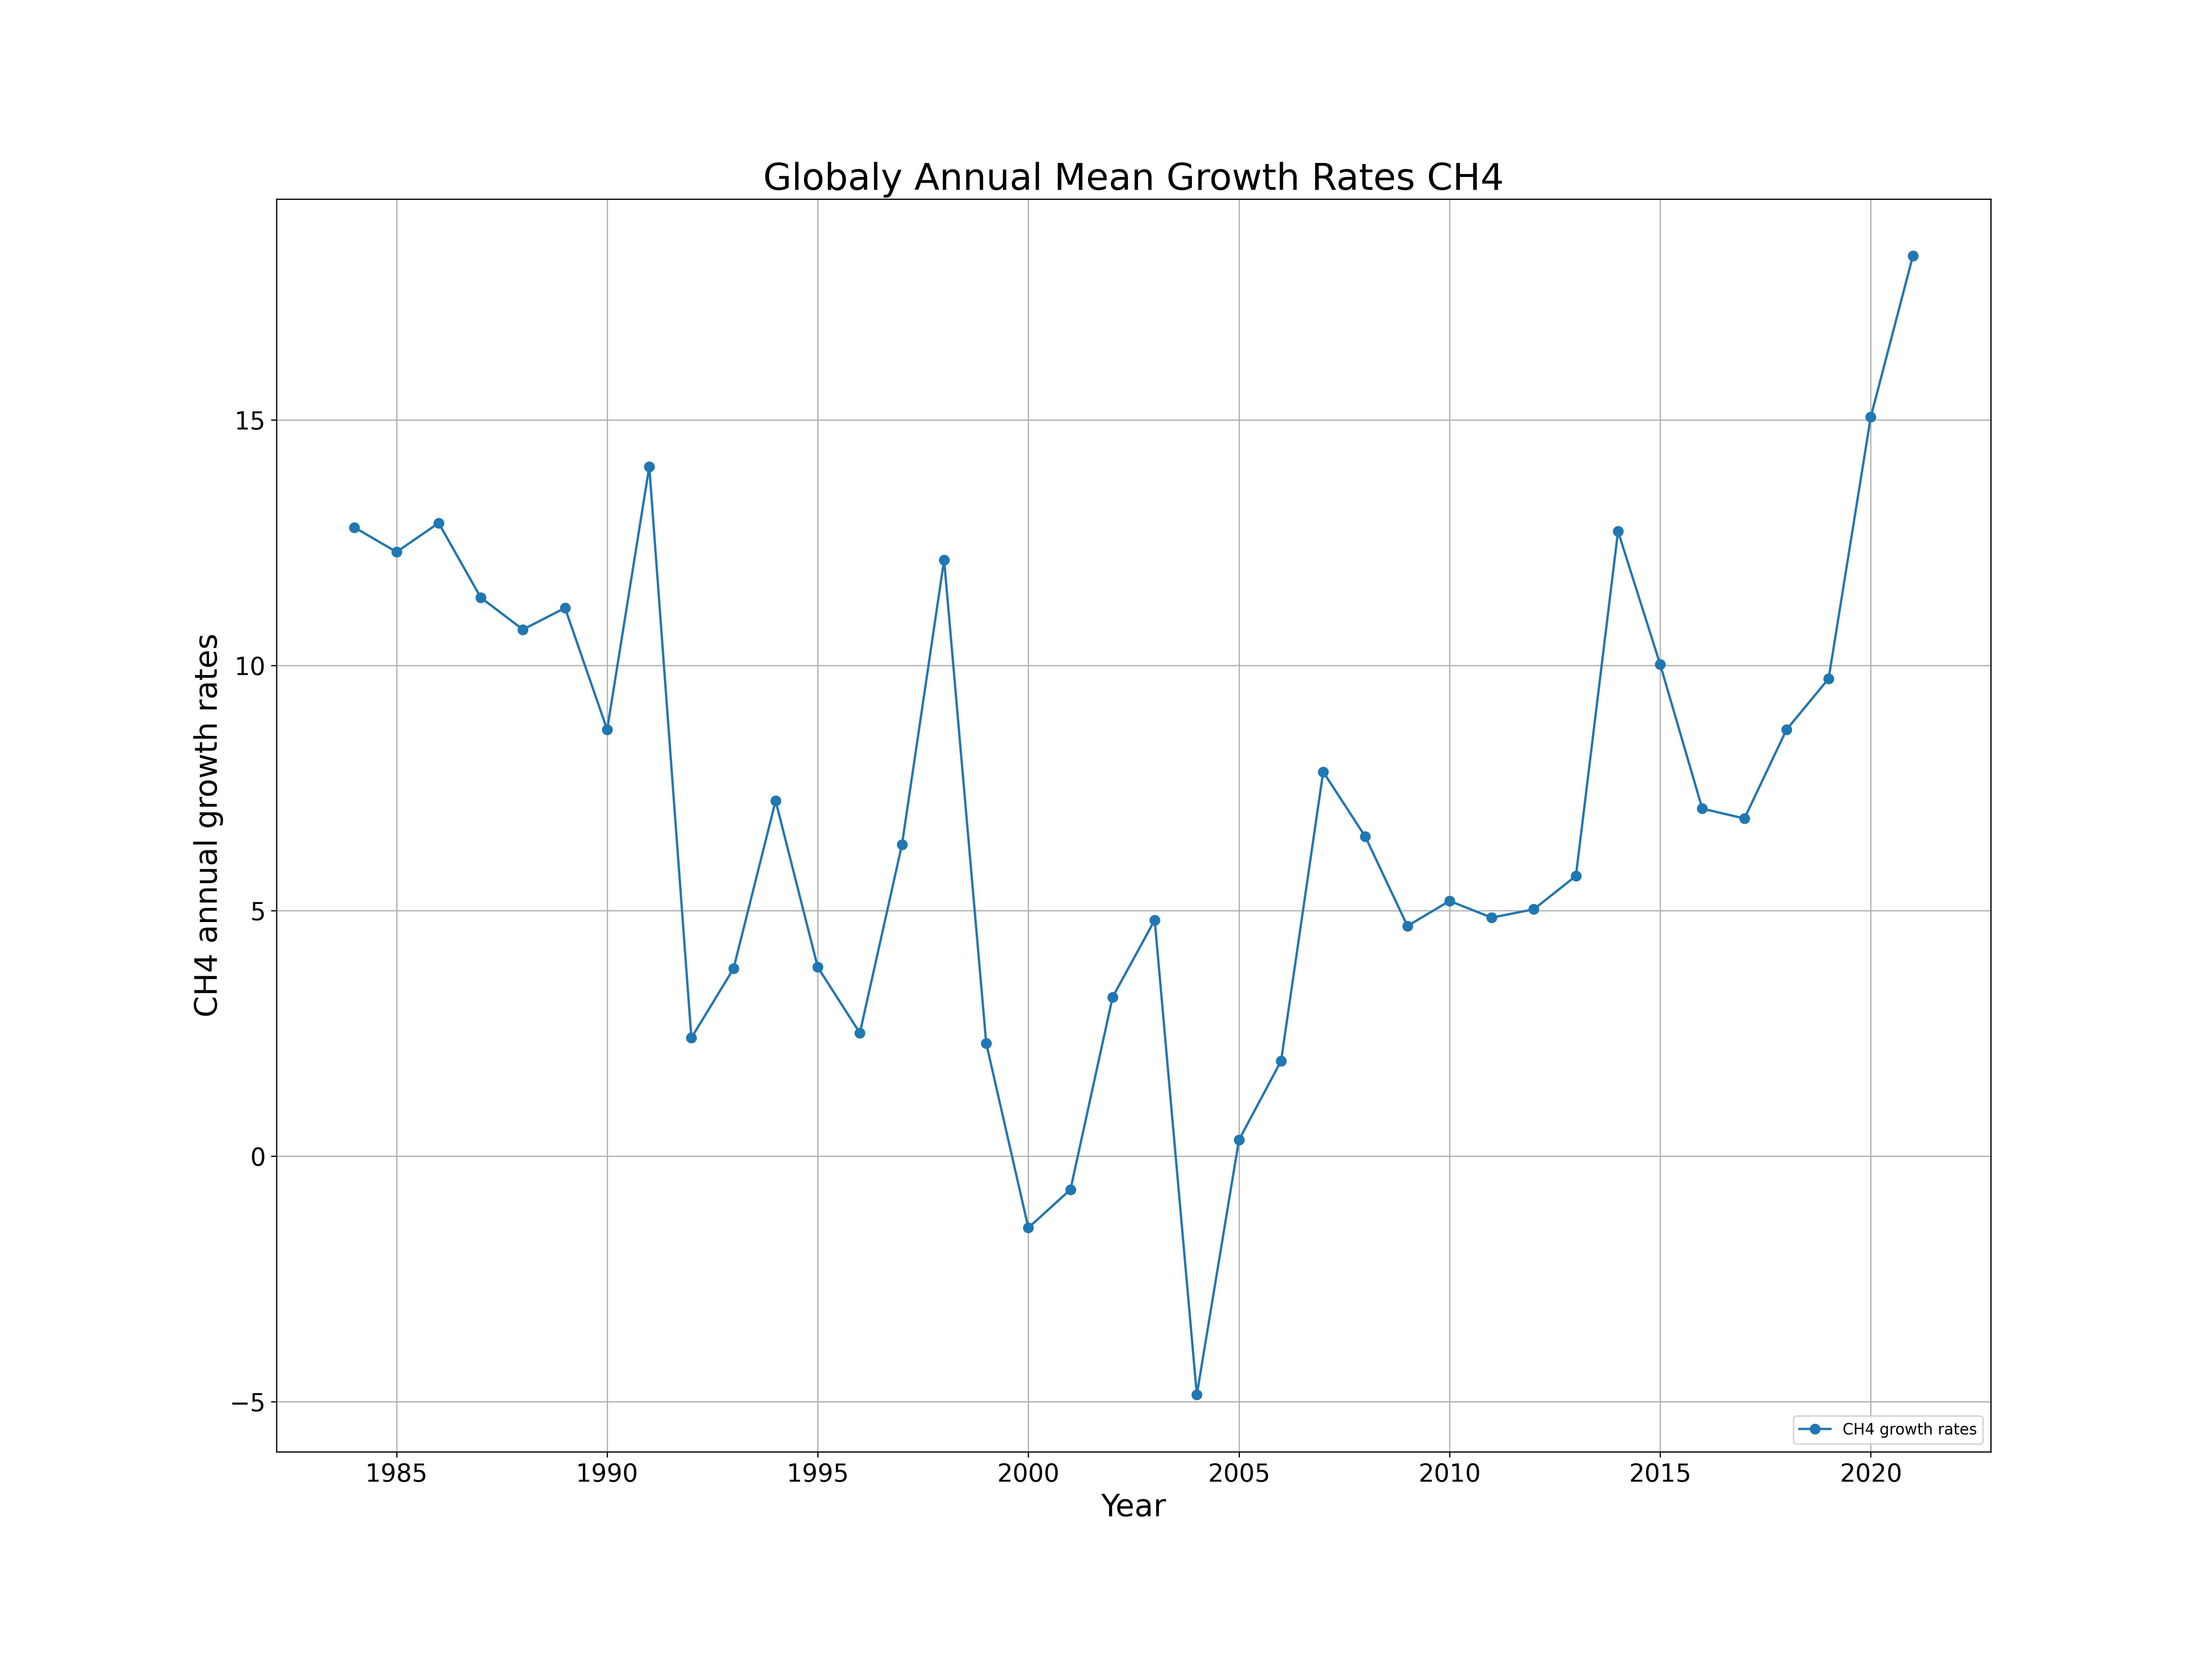 Globaly Annual Mean Growth Rates CH4
CH4 annual growth rates
15
10
5
0
−5
1985 1990 1995 2000 2005 2010 2015 2020
Year
CH4 growth rates